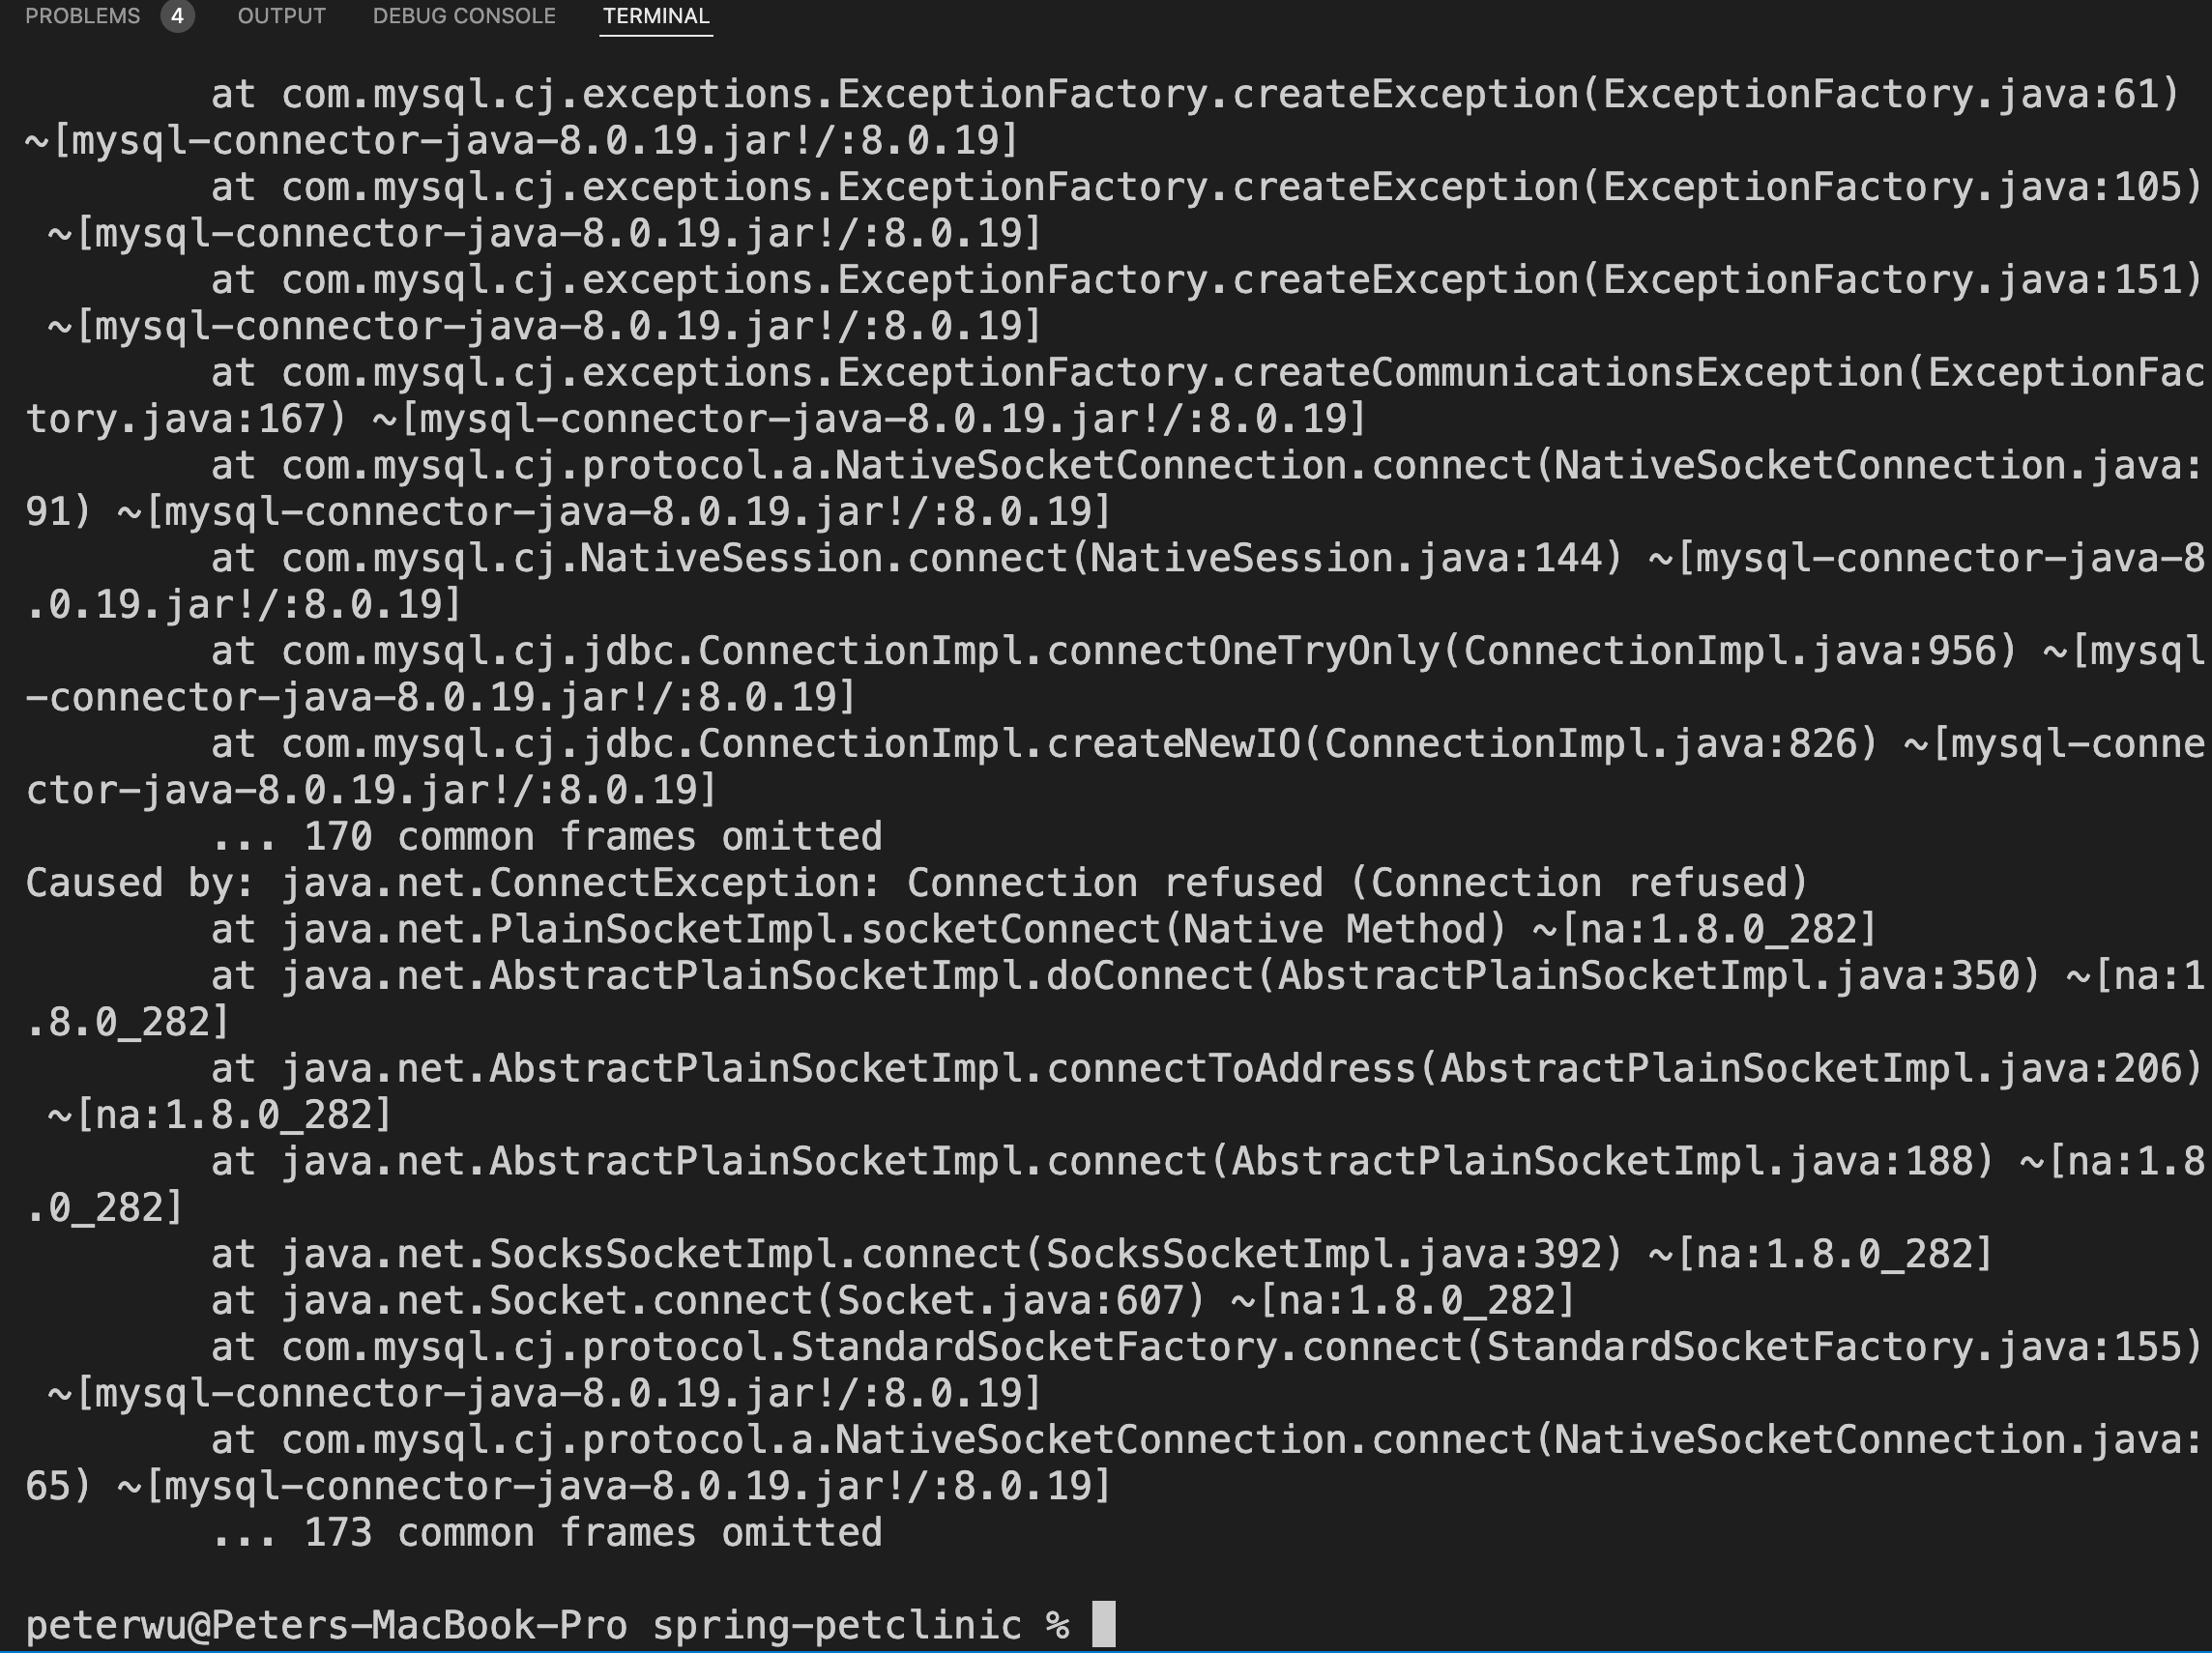 PROBLEMS 4 OUTPUT DEBUG CONSOLE TERMINAL
at com.mysql.cj.exceptions.ExceptionFactory.createException(ExceptionFactory.java:61)
~[mysql-connector-java-8.0.19.jar!/:8.0.19]
at com.mysql.cj.exceptions.ExceptionFactory.createException(ExceptionFactory.java:105)
~[mysql-connector-java-8.0.19.jar!/:8.0.19]
at com.mysql.cj.exceptions.ExceptionFactory.createException(ExceptionFactory.java:151)
~[mysql-connector-java-8.0.19.jar!/:8.0.19]
at com.mysql.cj.exceptions.ExceptionFactory.createCommunicationsException(ExceptionFac
tory.java:167) ~[mysql-connector-java-8.0.19.jar!/:8.0.19]
at com.mysql.cj.protocol.a.NativeSocketConnection.connect(NativeSocketConnection.java:
91) ~[mysql-connector-java-8.0.19.jar!/:8.0.19]
at com.mysql.cj.NativeSession.connect(NativeSession.java:144) ~[mysql-connector-java-8
.0.19.jar!/:8.0.19]
at com.mysql.cj.jdbc.ConnectionImpl.connectOneTryOnly(ConnectionImpl.java:956) ~[mysql
-connector-java-8.0.19.jar!/:8.0.19]
at com.mysql.cj.jdbc.ConnectionImpl.createNewIO(ConnectionImpl.java:826) ~[mysql-conne
ctor-java-8.0.19.jar!/:8.0.19]
... 170 common frames omitted
Caused by: java.net.ConnectException: Connection refused (Connection refused)
at java.net.PlainSocketImpl.socketConnect(Native Method) ~[na:1.8.0_282]
at java.net.AbstractPlainSocketImpl.doConnect(AbstractPlainSocketImpl.java:350) ~[na:1
.8.0_282]
at java.net.AbstractPlainSocketImpl.connectToAddress(AbstractPlainSocketImpl.java:206)
~[na:1.8.0_282]
at java.net.AbstractPlainSocketImpl.connect(AbstractPlainSocketImpl.java:188) ~[na:1.8
.0_282]
at java.net.SocksSocketImpl.connect(SocksSocketImpl.java:392) ~[na:1.8.0_282]
at java.net.Socket.connect(Socket.java:607) ~[na:1.8.0_282]
at com.mysql.cj.protocol.StandardSocketFactory.connect(StandardSocketFactory.java:155)
~[mysql-connector-java-8.0.19.jar!/:8.0.19]
at com.mysql.cj.protocol.a.NativeSocketConnection.connect(NativeSocketConnection.java:
65) ~[mysql-connector-java-8.0.19.jar!/:8.0.19]
... 173 common frames omitted
peterwu@Peters-MacBook-Pro spring-petclinic %